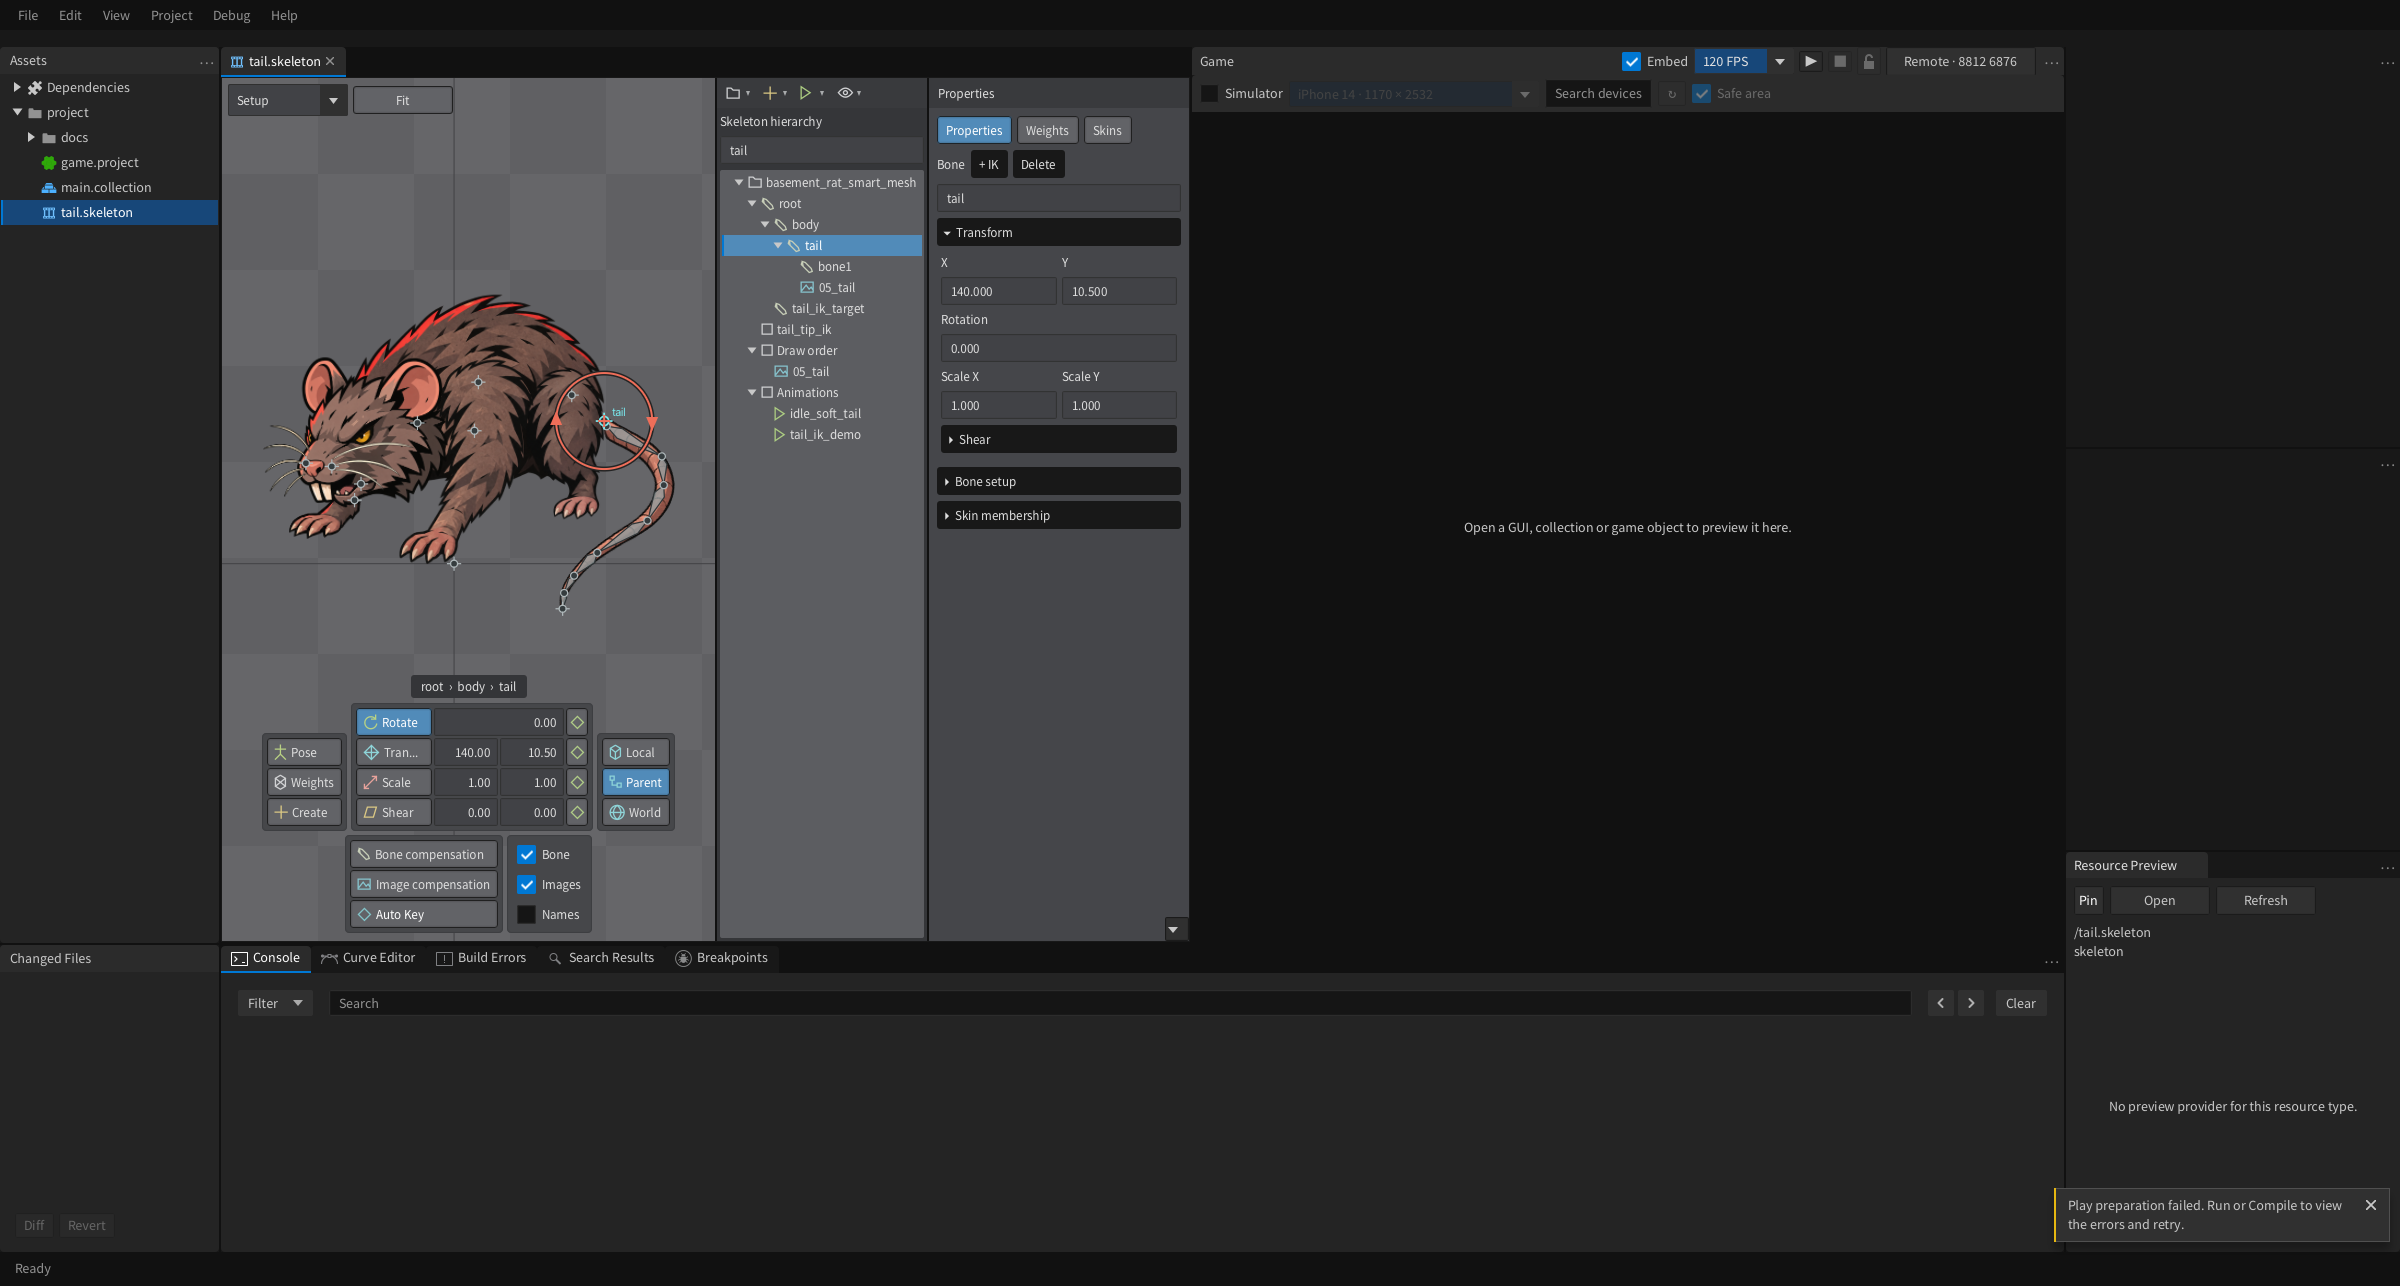 File Edit View Project Debug Help
Assets
Dependencies
project
docs
game.project
main.collection
tail.skeleton
tail.skeleton
Setup
Fit
tail
root › body › tail
Rotate 0.00
Pose Tran... 140.00 10.50 Local
Weights Scale 1.00 1.00 Parent
Create Shear 0.00 0.00 World
Bone compensation Bone
Image compensation Images
Auto Key Names
Skeleton hierarchy
tail
basement_rat_smart_mesh
root
body
tail
bone1
05_tail
tail_ik_target
tail_tip_ik
Draw order
05_tail
Animations
idle_soft_tail
tail_ik_demo
Properties
Properties Weights Skins
Bone + IK Delete
tail
Transform
X Y
140.000 10.500
Rotation
0.000
Scale X Scale Y
1.000 1.000
Shear
Bone setup
Skin membership
Game Embed 120 FPS Remote · 8812 6876
Simulator iPhone 14 · 1170 × 2532 Search devices Safe area
Open a GUI, collection or game object to preview it here.
Resource Preview
Pin Open Refresh
/tail.skeleton
skeleton
No preview provider for this resource type.
Changed Files
Diff Revert
Console Curve Editor Build Errors Search Results Breakpoints
Filter Search Clear
Play preparation failed. Run or Compile to view
the errors and retry.
Ready